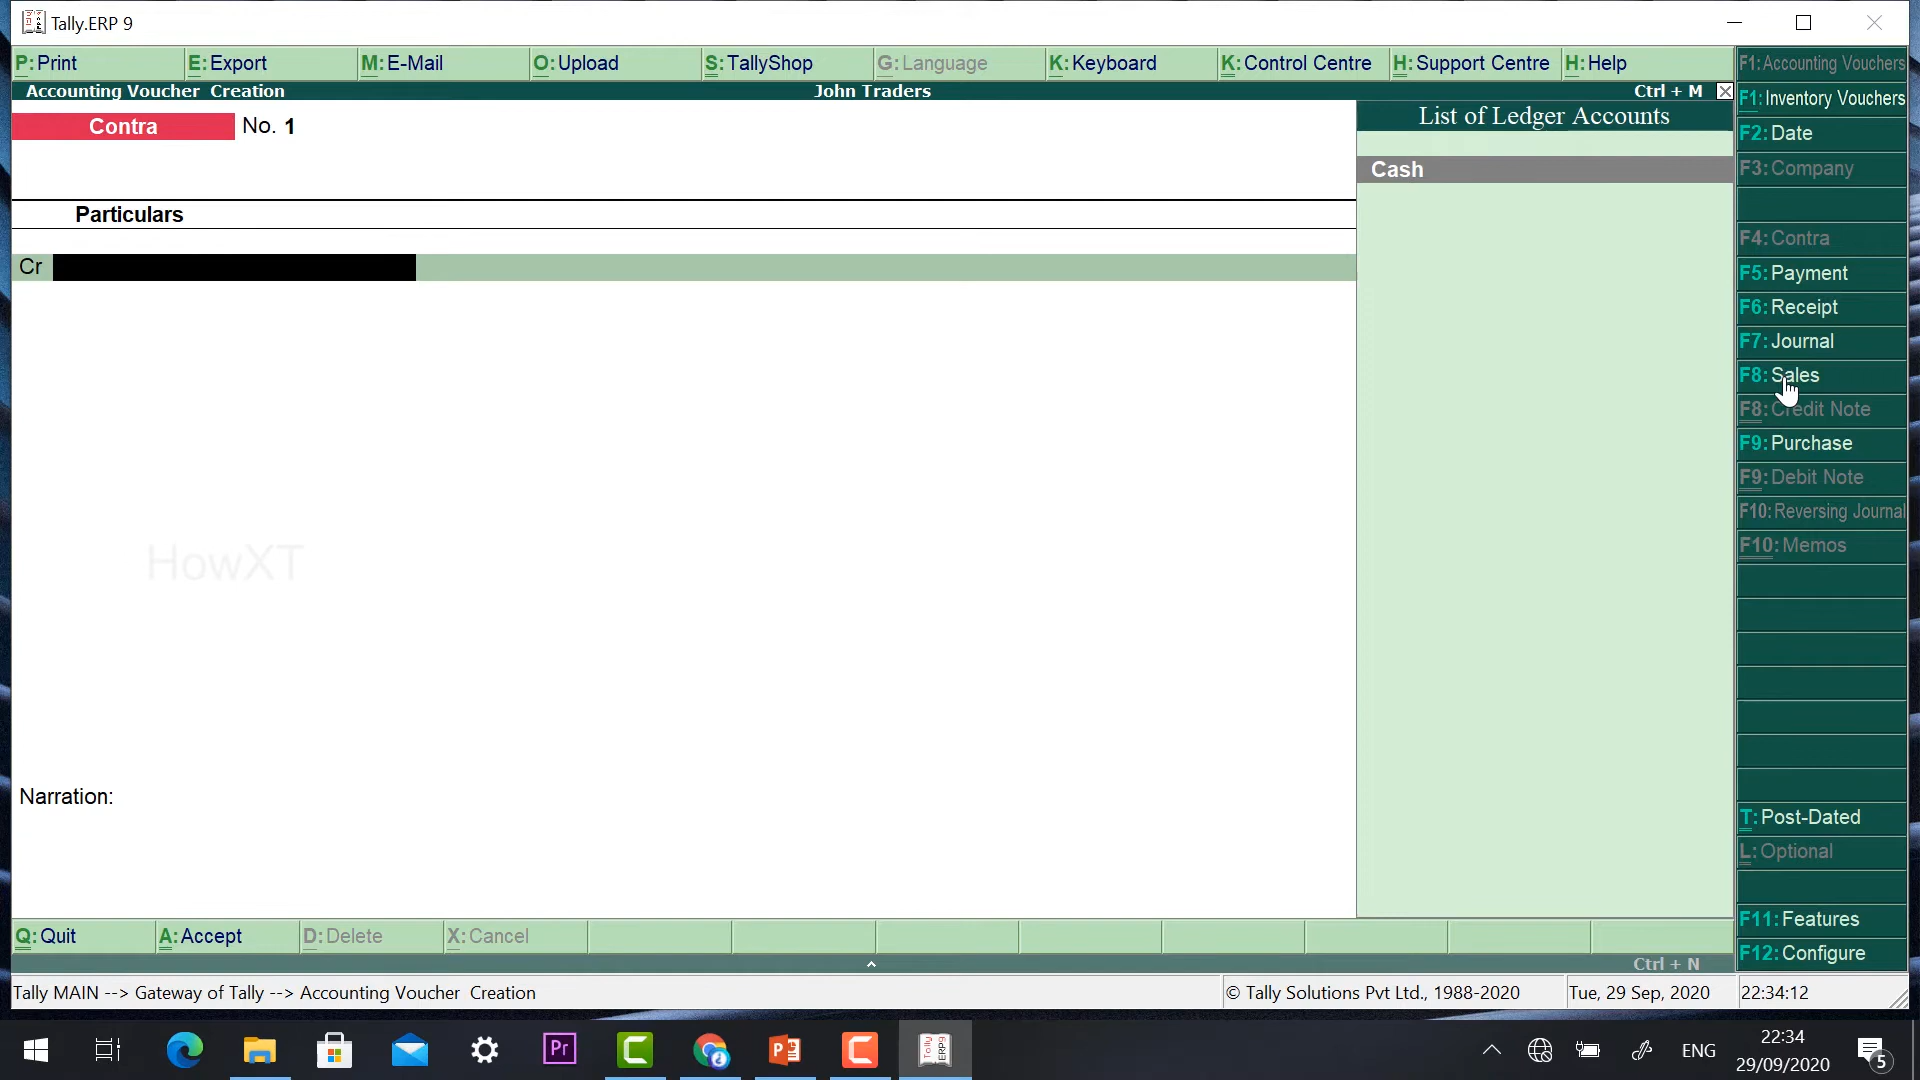 Tally.ERP 9
P: Print E: Export M: E-Mail O: Upload S: TallyShop G: Language K: Keyboard K: Control Centre H: Support Centre H: Help
Accounting Voucher Creation John Traders Ctrl + M
Contra No. 1
Particulars
Cr
HowXT
Narration:
List of Ledger Accounts
Cash
F1: Accounting Vouchers
F1: Inventory Vouchers
F2: Date
F3: Company
F4: Contra
F5: Payment
F6: Receipt
F7: Journal
F8: Sales
F8: Credit Note
F9: Purchase
F9: Debit Note
F10: Reversing Journal
F10: Memos
T: Post-Dated
L: Optional
F11: Features
F12: Configure
Q: Quit A: Accept D: Delete X: Cancel
Ctrl + N
Tally MAIN --> Gateway of Tally --> Accounting Voucher Creation © Tally Solutions Pvt Ltd., 1988-2020 Tue, 29 Sep, 2020 22:34:12
Pr
Tally ERP9
ENG
22:34
29/09/2020
5